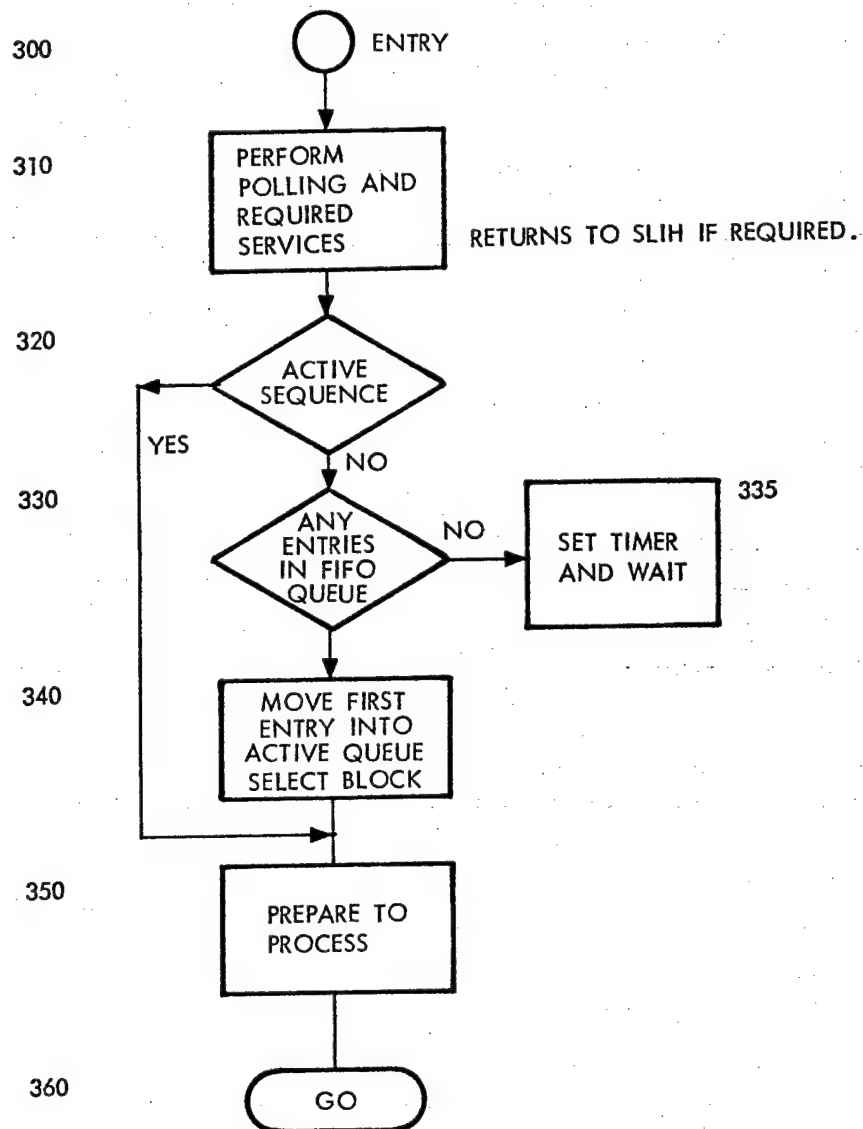 300
ENTRY
310
PERFORM
POLLING AND
REQUIRED
SERVICES
RETURNS TO SLIH IF REQUIRED.
320
ACTIVE
SEQUENCE
YES
NO
330
ANY
ENTRIES
IN FIFO
QUEUE
NO
335
SET TIMER
AND WAIT
340
MOVE FIRST
ENTRY INTO
ACTIVE QUEUE
SELECT BLOCK
350
PREPARE TO
PROCESS
360
GO